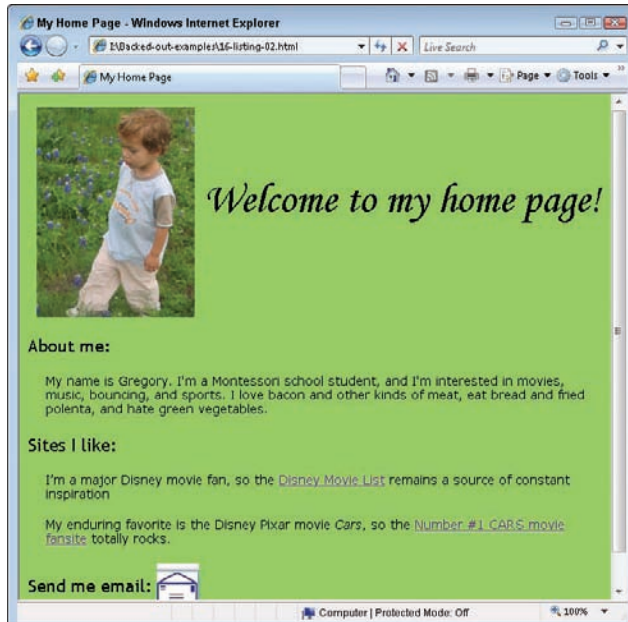 My Home Page - Windows Internet Explorer
I:\Backed-out-examples\16-listing-02.html
Live Search
My Home Page
Page
Tools
Welcome to my home page!
About me:
My name is Gregory. I'm a Montessori school student, and I'm interested in movies,
music, bouncing, and sports. I love bacon and other kinds of meat, eat bread and fried
polenta, and hate green vegetables.
Sites I like:
I'm a major Disney movie fan, so the Disney Movie List remains a source of constant
inspiration
My enduring favorite is the Disney Pixar movie Cars, so the Number #1 CARS movie
fansite totally rocks.
Send me email:
Computer | Protected Mode: Off
100%